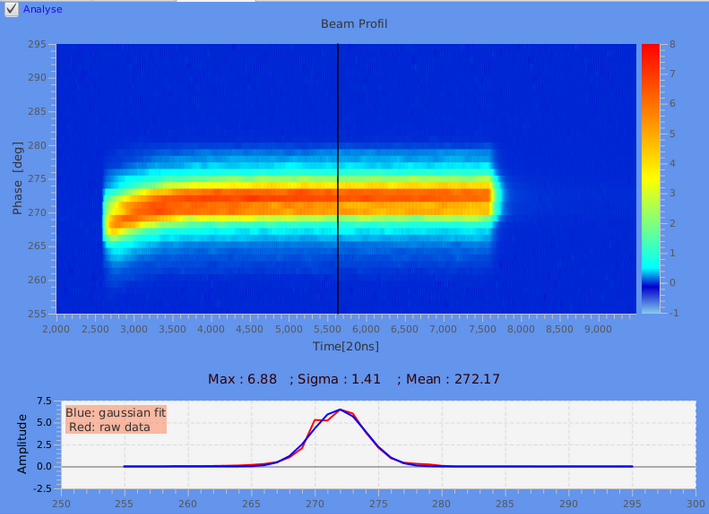 Analyse
Beam Profil
Phase [deg]
295
290
285
280
275
270
265
260
255
2,000 2,500 3,000 3,500 4,000 4,500 5,000 5,500 6,000 6,500 7,000 7,500 8,000 8,500 9,000
Time[20ns]
8
7
6
5
4
3
2
1
0
-1
Max : 6.88 ; Sigma : 1.41 ; Mean : 272.17
Amplitude
7.5
5.0
2.5
0.0
-2.5
Blue: gaussian fit
Red: raw data
250 255 260 265 270 275 280 285 290 295 300